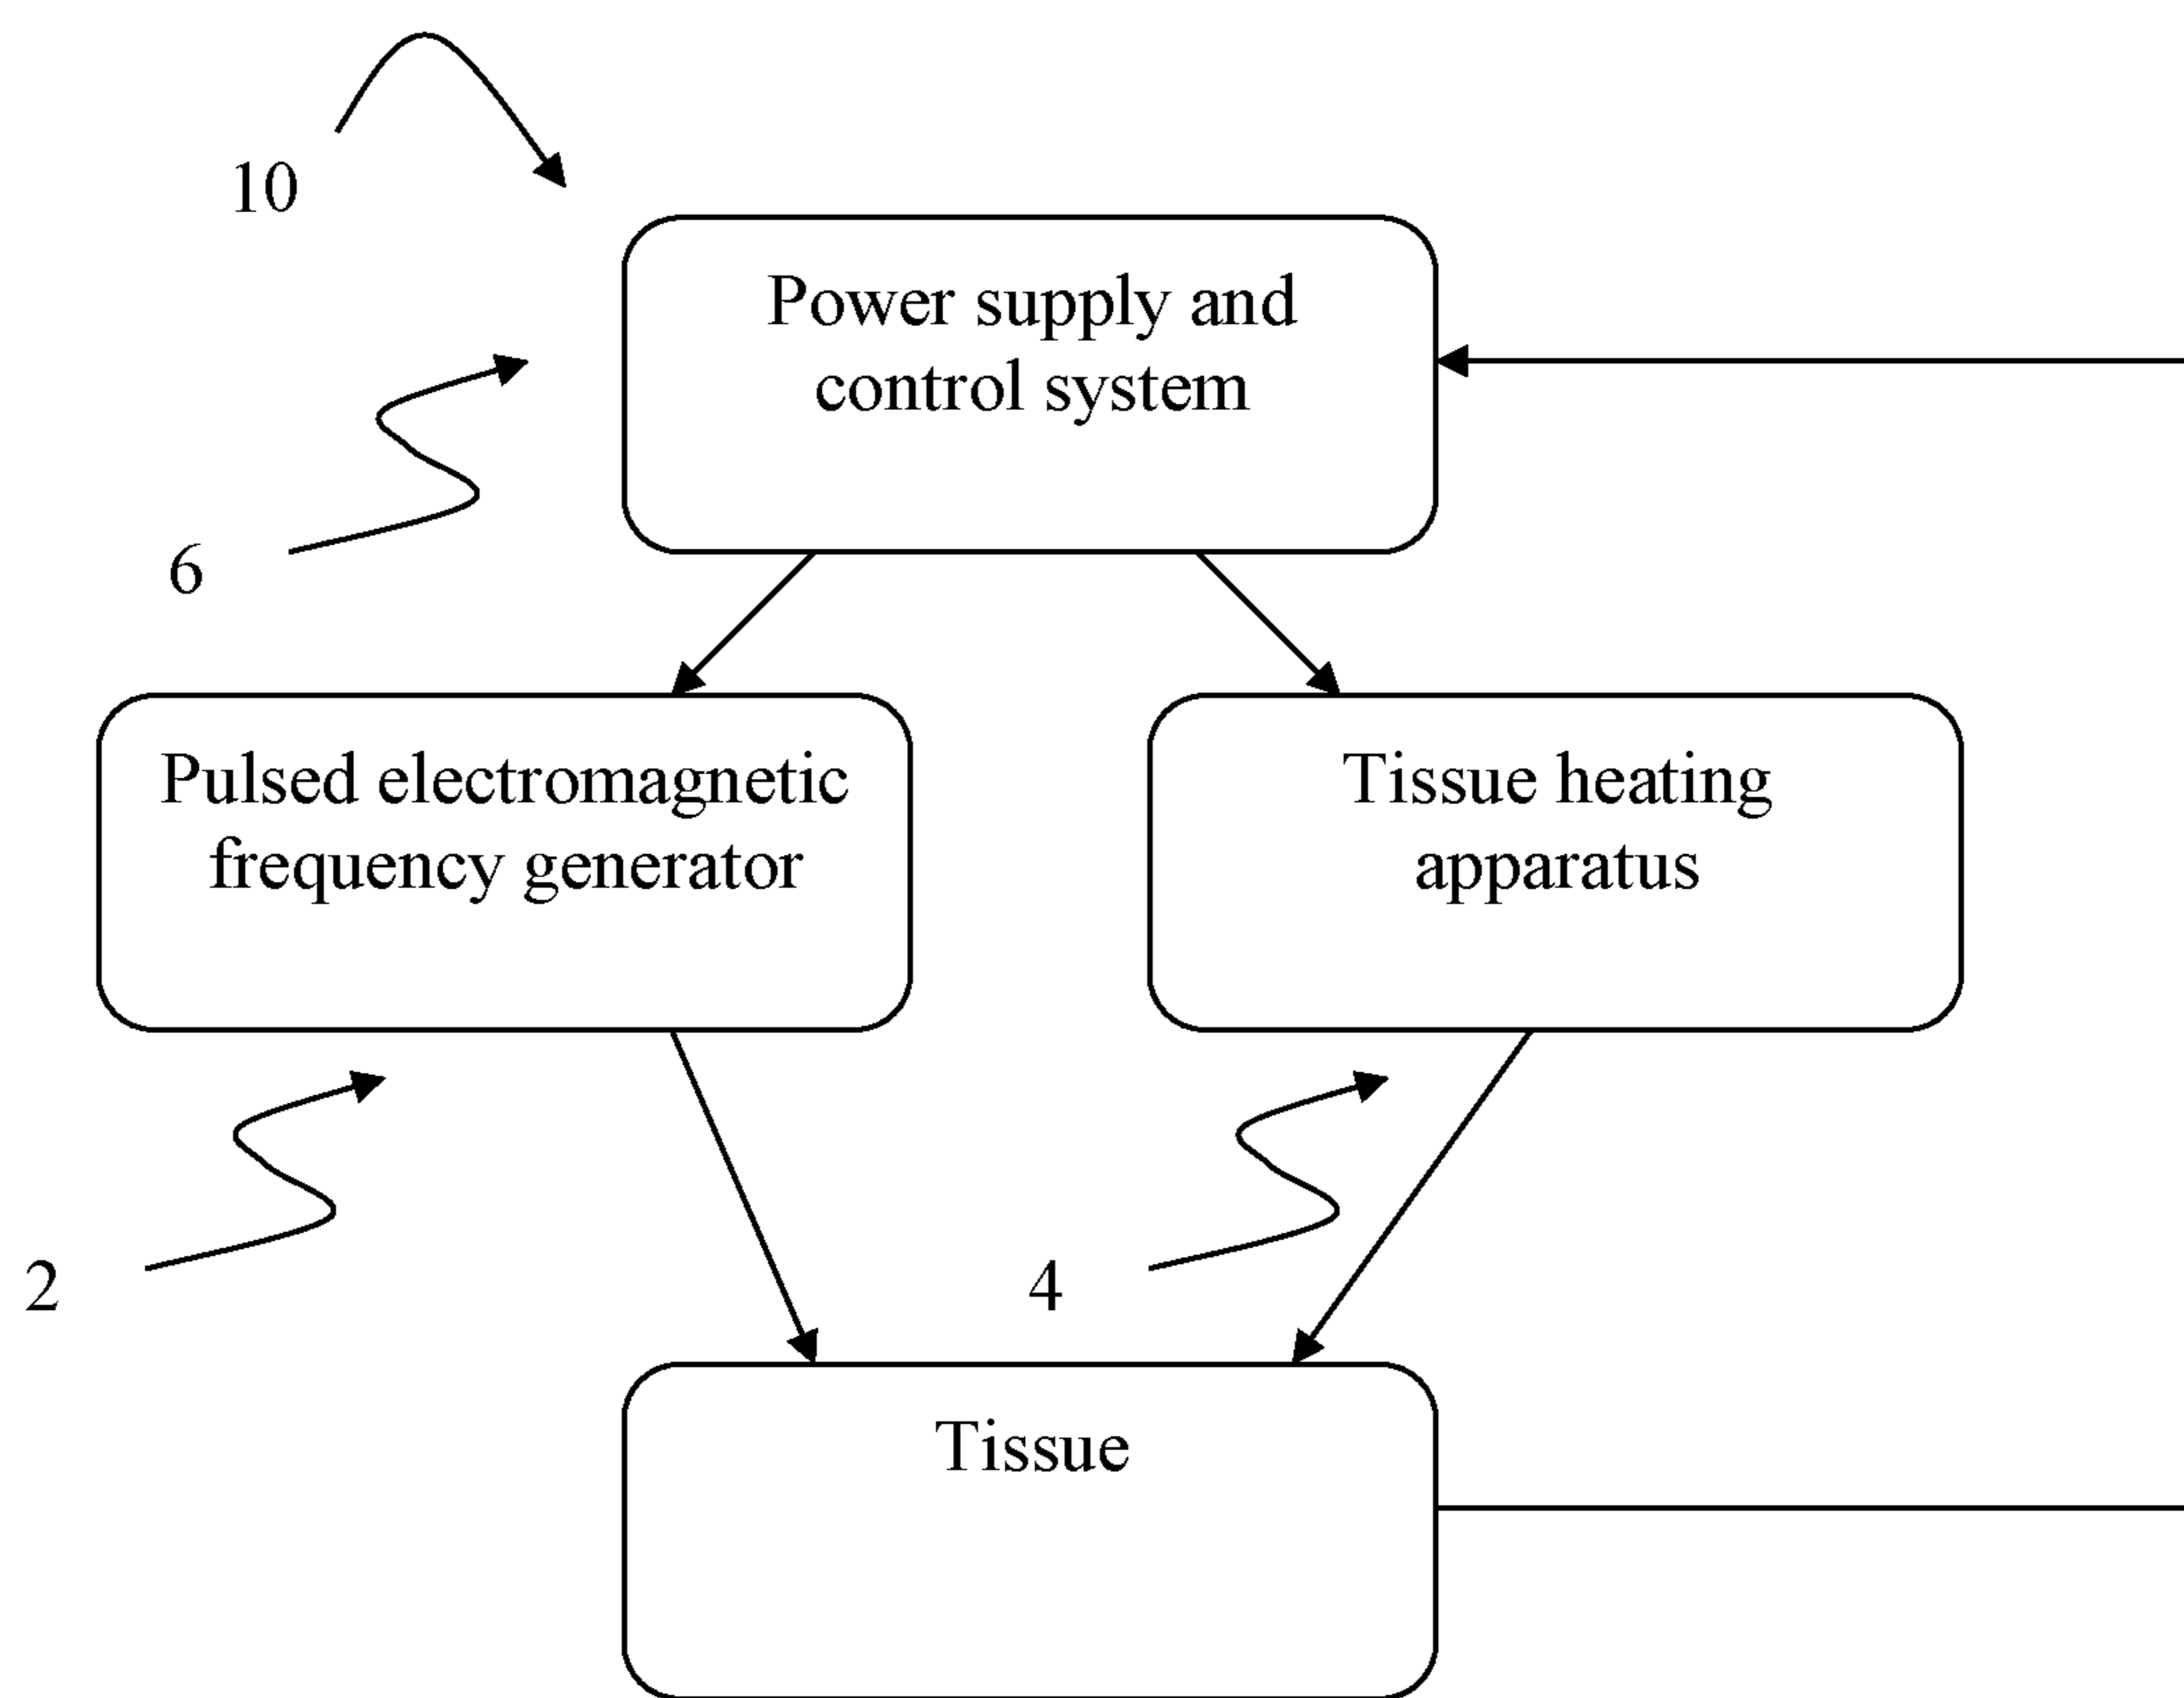 10
Power supply and
control system
6
Pulsed electromagnetic
frequency generator
Tissue heating
apparatus
2
4
Tissue